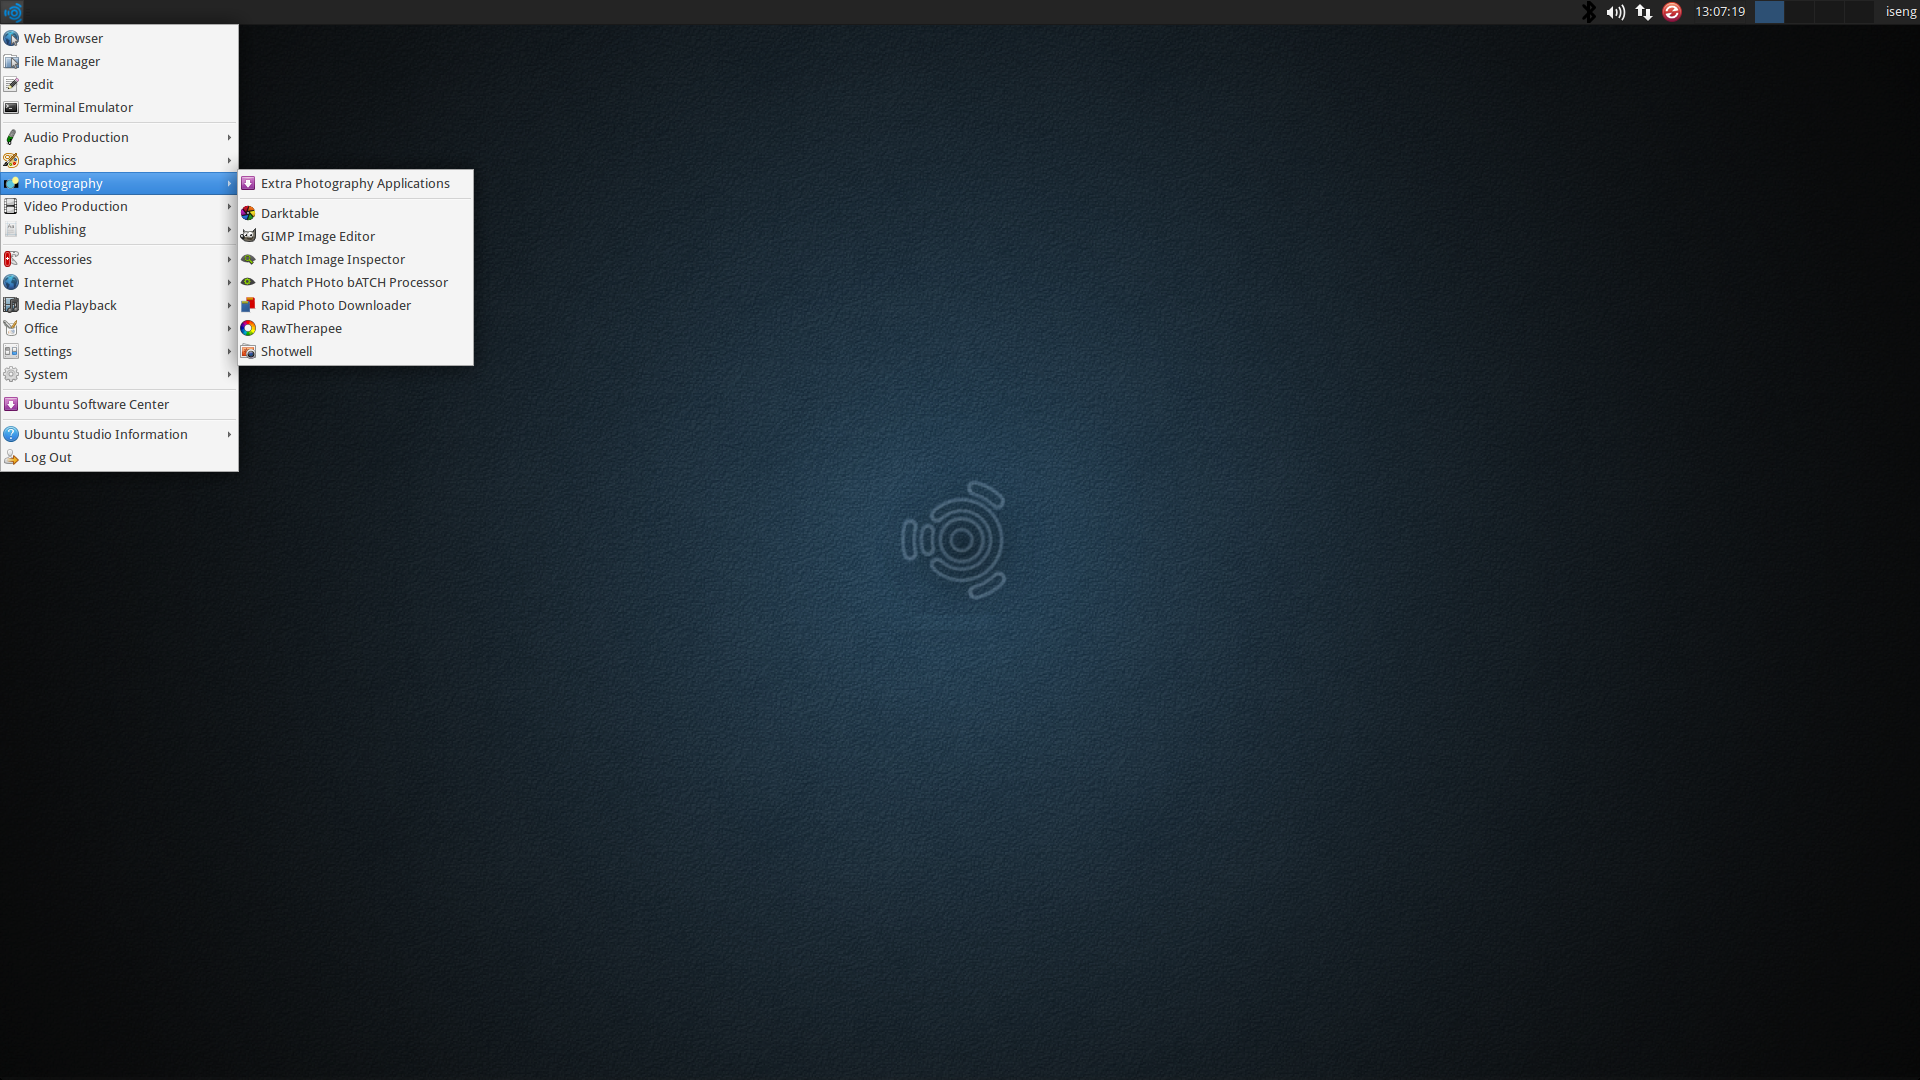 13:07:19
iseng
Web Browser
File Manager
gedit
Terminal Emulator
Audio Production
Graphics
Photography
Video Production
Publishing
Accessories
Internet
Media Playback
Office
Settings
System
Ubuntu Software Center
Ubuntu Studio Information
Log Out
Extra Photography Applications
Darktable
GIMP Image Editor
Phatch Image Inspector
Phatch PHoto bATCH Processor
Rapid Photo Downloader
RawTherapee
Shotwell